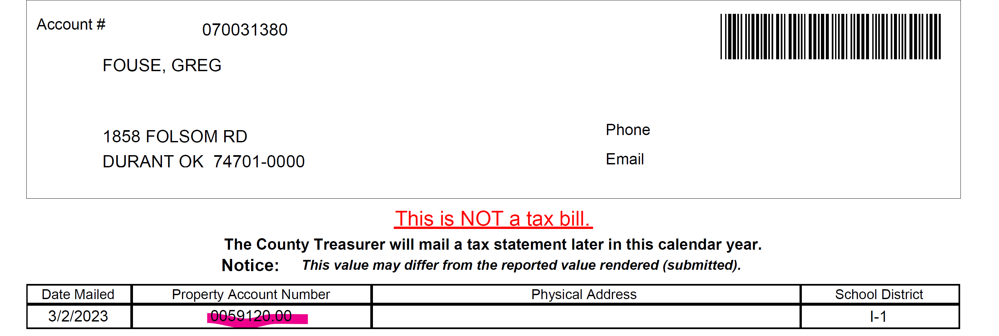 Account #
070031380
FOUSE, GREG
1858 FOLSOM RD
DURANT OK 74701-0000
Phone
Email
This is NOT a tax bill.
The County Treasurer will mail a tax statement later in this calendar year.
Notice: This value may differ from the reported value rendered (submitted).
Date Mailed Property Account Number Physical Address School District
3/2/2023 0059120.00 I-1